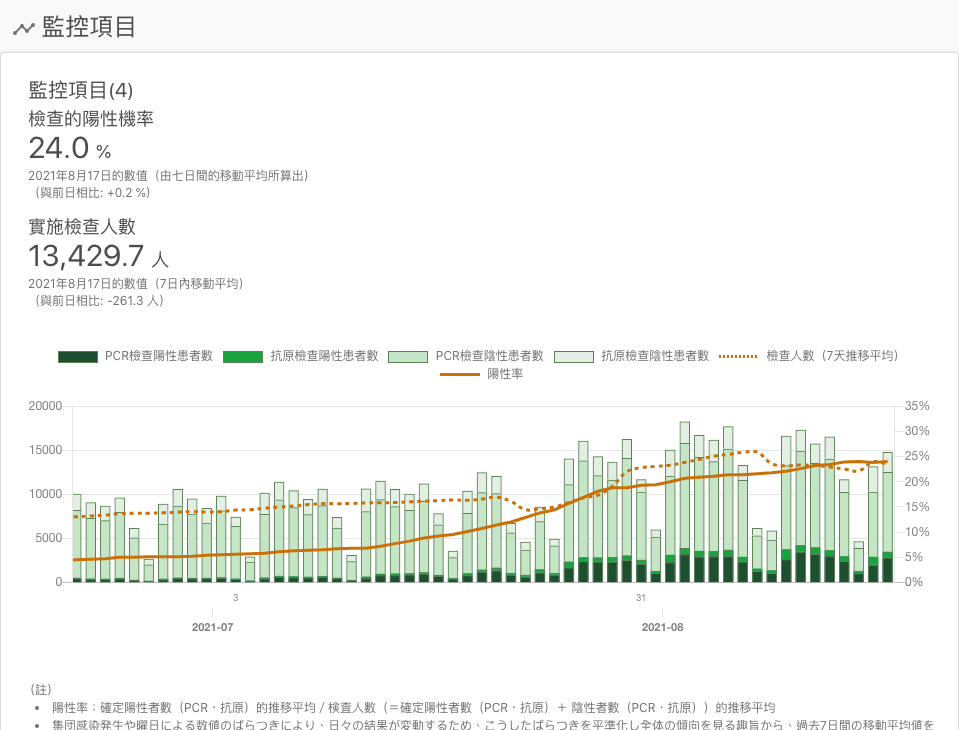 監控項目
監控項目(4)
檢查的陽性機率
24.0 %
2021年8月17日的數值（由七日間的移動平均所算出）
（與前日相比: +0.2 %）
實施檢查人數
13,429.7 人
2021年8月17日的數值（7日內移動平均）
（與前日相比: -261.3 人）
PCR檢查陽性患者數 抗原檢查陽性患者數 PCR檢查陰性患者數 抗原檢查陰性患者數 檢查人數（7天推移平均）
陽性率
20000 35%
30%
15000 25%
20%
10000 15%
5000 10%
5%
0 0%
3 31
2021-07 2021-08
（註）
• 陽性率：確定陽性者數（PCR・抗原）的推移平均 / 検査人數（＝確定陽性者數（PCR・抗原）＋ 陰性者數（PCR・抗原））的推移平均
• 集団感染発生や曜日による数値のばらつきにより、日々の結果が変動するため、こうしたばらつきを平準化し全体の傾向を見る趣旨から、過去7日間の移動平均値を